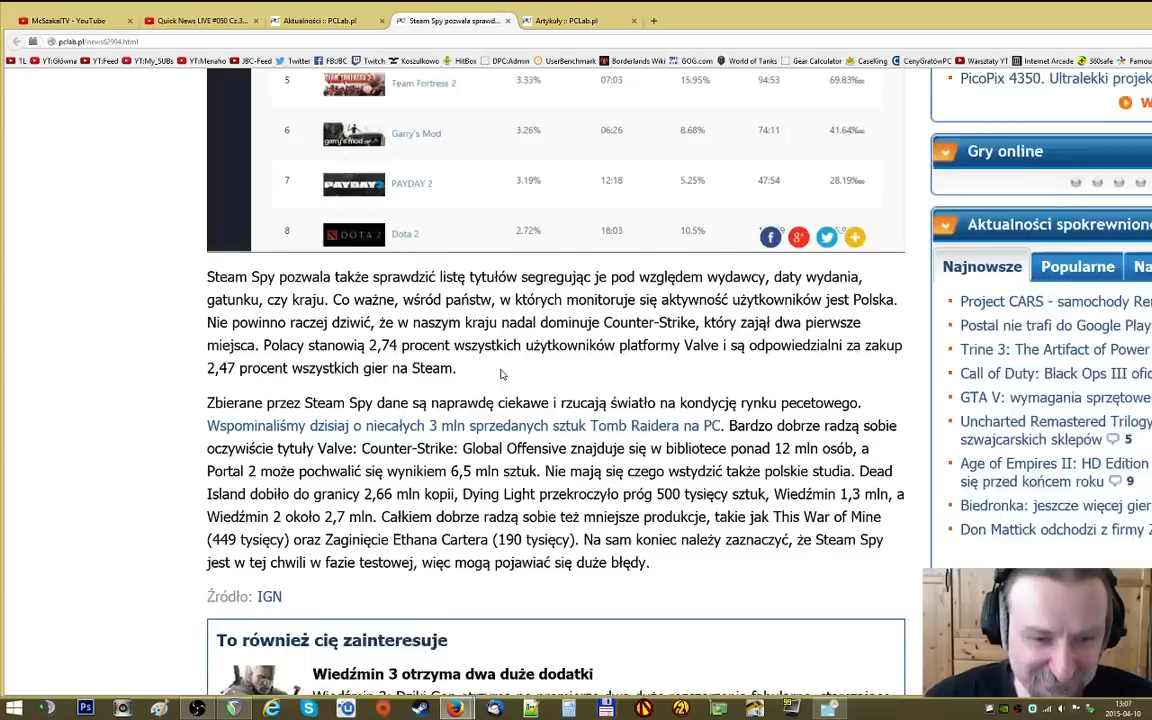 McSzakalTV - YouTube
Quick News LIVE #050 Cz.3...
Aktualności :: PCLab.pl
Steam Spy pozwala sprawd...
Artykuły :: PCLab.pl
pclab.pl/news62994.html
TL YT:Główna YT:Feed YT:My_SUBs YT:Menaho JBC-Feed Twitter FBJBC Twitch Koszulkowo HitBox DPC:Admin UserBenchmark Borderlands Wiki GOG.com World of Tanks Gear Calculator CaseKing CenyGratówPC Warsztaty YT Internet Arcade 360safe Famou
5 Team Fortress 2 3.33% 07:03 15.95% 94:53 69.83‰
6 Garry's Mod 3.26% 06:26 8.68% 74:11 41.64‰
7 PAYDAY 2 3.19% 12:18 5.25% 47:54 28.19‰
8 DOTA 2 Dota 2 2.72% 18:03 10.5%
Steam Spy pozwala także sprawdzić listę tytułów segregując je pod względem wydawcy, daty wydania,
gatunku, czy kraju. Co ważne, wśród państw, w których monitoruje się aktywność użytkowników jest Polska.
Nie powinno raczej dziwić, że w naszym kraju nadal dominuje Counter-Strike, który zajął dwa pierwsze
miejsca. Polacy stanowią 2,74 procent wszystkich użytkowników platformy Valve i są odpowiedzialni za zakup
2,47 procent wszystkich gier na Steam.
Zbierane przez Steam Spy dane są naprawdę ciekawe i rzucają światło na kondycję rynku pecetowego.
Wspominaliśmy dzisiaj o niecałych 3 mln sprzedanych sztuk Tomb Raidera na PC. Bardzo dobrze radzą sobie
oczywiście tytuły Valve: Counter-Strike: Global Offensive znajduje się w bibliotece ponad 12 mln osób, a
Portal 2 może pochwalić się wynikiem 6,5 mln sztuk. Nie mają się czego wstydzić także polskie studia. Dead
Island dobiło do granicy 2,66 mln kopii, Dying Light przekroczyło próg 500 tysięcy sztuk, Wiedźmin 1,3 mln, a
Wiedźmin 2 około 2,7 mln. Całkiem dobrze radzą sobie też mniejsze produkcje, takie jak This War of Mine
(449 tysięcy) oraz Zaginięcie Ethana Cartera (190 tysięcy). Na sam koniec należy zaznaczyć, że Steam Spy
jest w tej chwili w fazie testowej, więc mogą pojawiać się duże błędy.
Źródło: IGN
To również cię zainteresuje
Wiedźmin 3 otrzyma dwa duże dodatki
PicoPix 4350. Ultralekki projek
W
Gry online
Aktualności spokrewnione
Najnowsze Popularne Na
Project CARS - samochody Ren
Postal nie trafi do Google Play
Trine 3: The Artifact of Power
Call of Duty: Black Ops III ofic
GTA V: wymagania sprzętowe
Uncharted Remastered Trilogy
szwajcarskich sklepów 5
Age of Empires II: HD Edition
się przed końcem roku 9
Biedronka: jeszcze więcej gier
Don Mattick odchodzi z firmy Z
13:07
2015-04-10